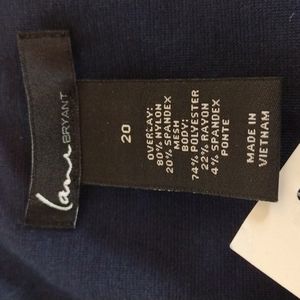 Lane
BRYANT
20
OVERLAY:
80% NYLON
20% SPANDEX
MESH
BODY:
74% POLYESTER
22% RAYON
4% SPANDEX
PONTE
MADE IN
VIETNAM